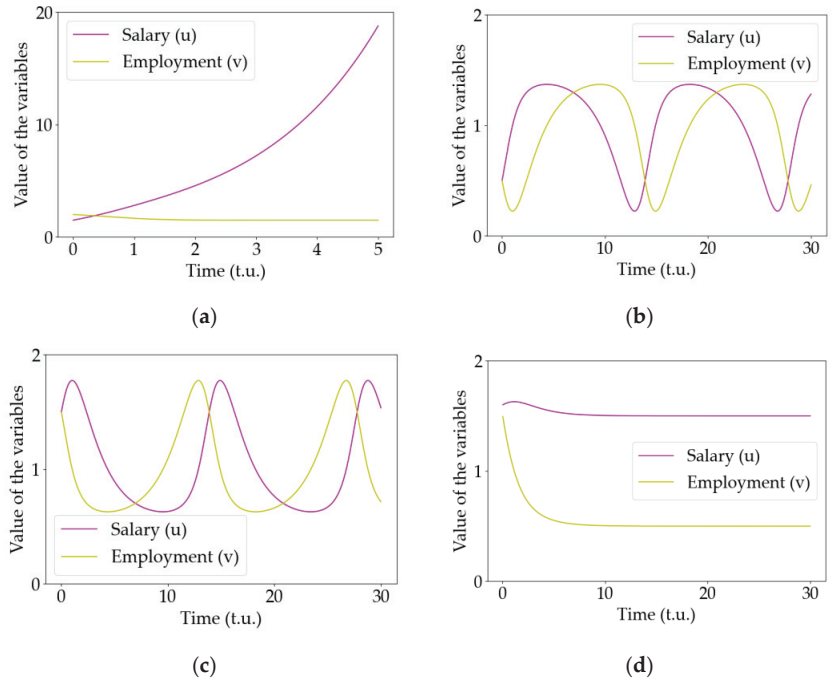 20
10
0
Value of the variables
Salary (u)
Employment (v)
0 1 2 3 4 5
Time (t.u.)
(a)
2
1
0
Value of the variables
Salary (u)
Employment (v)
0 10 20 30
Time (t.u.)
(b)
2
1
0
Value of the variables
Salary (u)
Employment (v)
0 10 20 30
Time (t.u.)
(c)
2
1
0
Value of the variables
Salary (u)
Employment (v)
0 10 20 30
Time (t.u.)
(d)